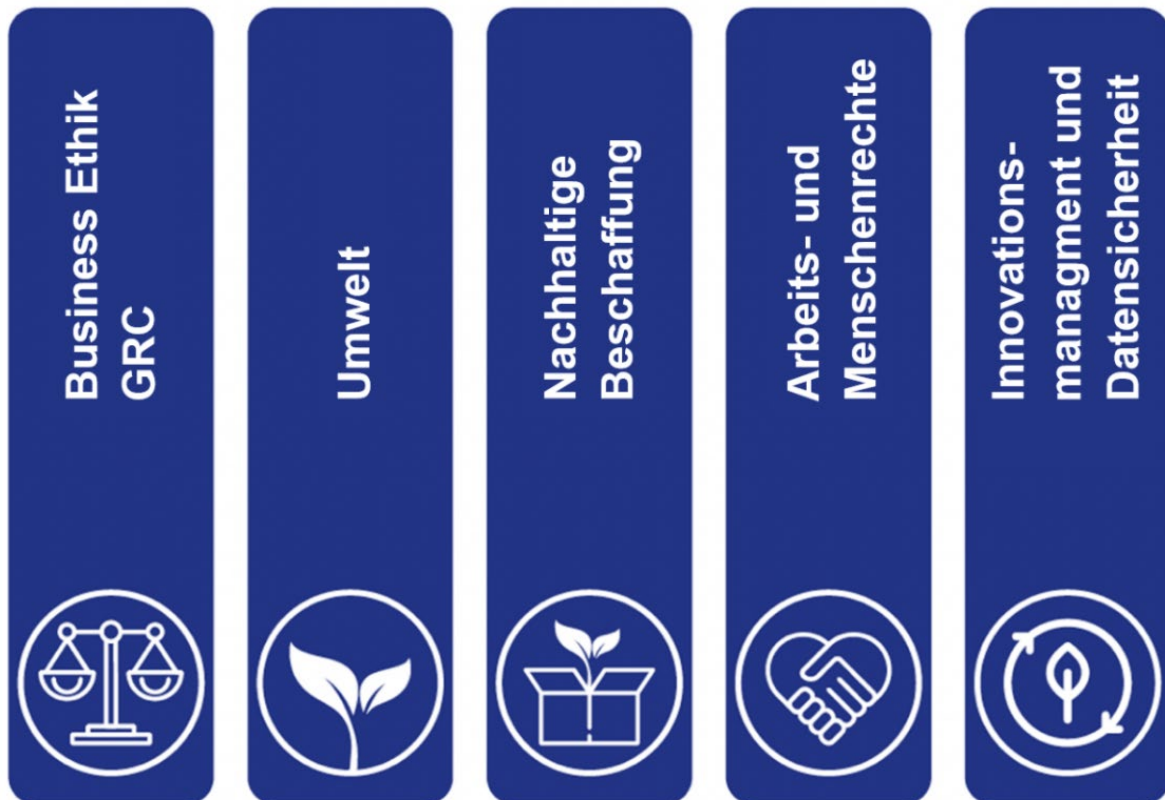 Business Ethik
GRC
Umwelt
Nachhaltige
Beschaffung
Arbeits- und
Menschenrechte
Innovations-
managment und
Datensicherheit